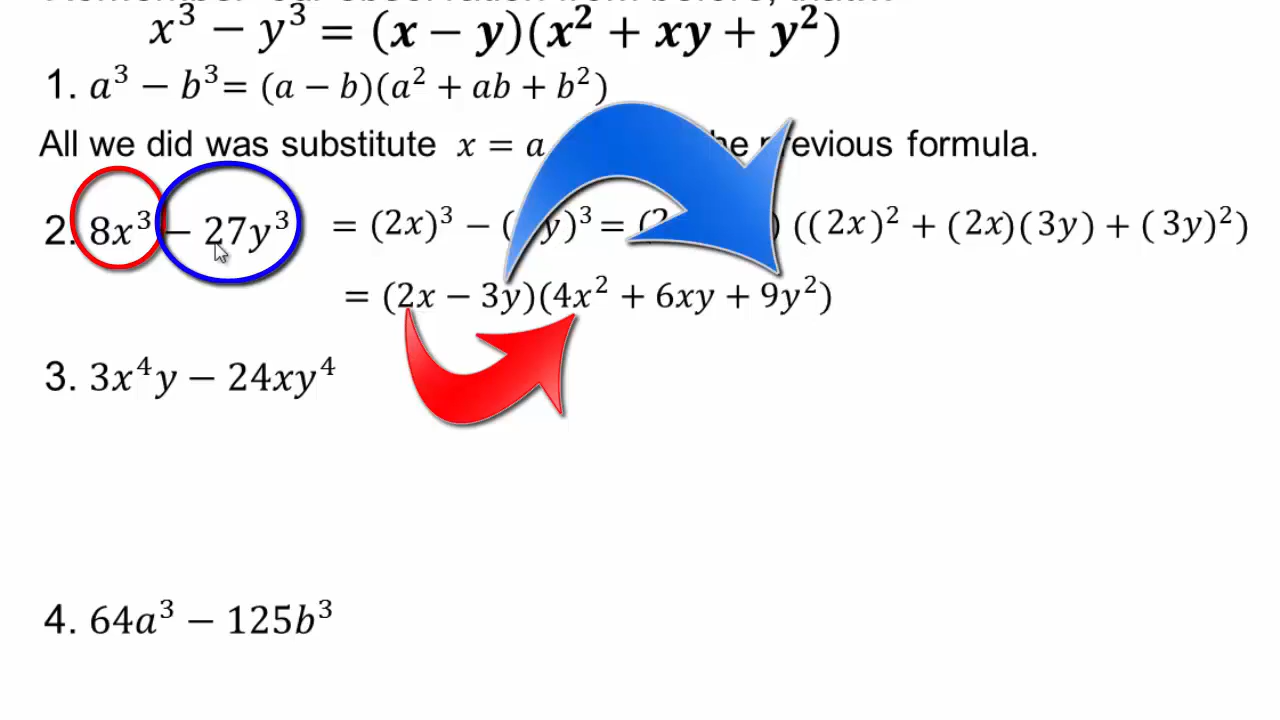 x³ − y³ = (x − y)(x² + xy + y²)
1. a³ − b³= (a − b)(a² + ab + b²)
All we did was substitute x = a previous formula.
2. 8x³ − 27y³ = (2x)³ − ( y)³ = ( ) ((2x)² + (2x)(3y) + ( 3y)²)
= (2x − 3y)(4x² + 6xy + 9y²)
3. 3x⁴y − 24xy⁴
4. 64a³ − 125b³